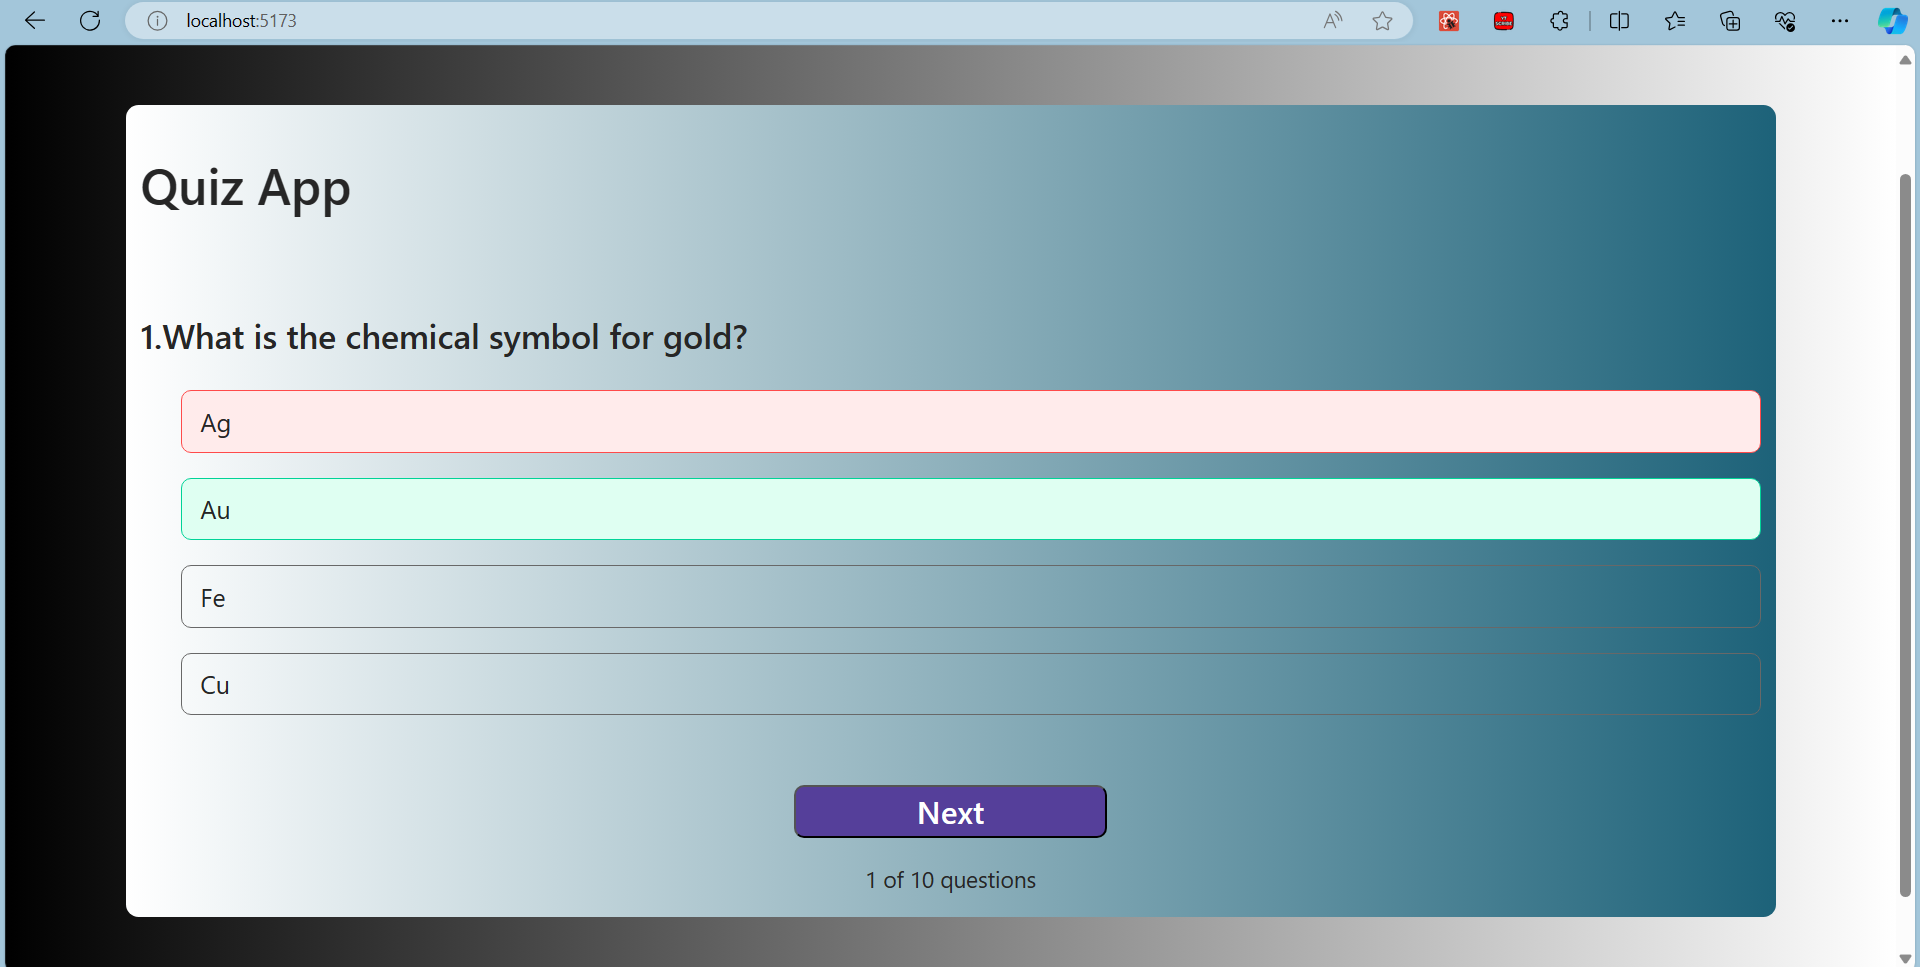 localhost:5173
Quiz App
1.What is the chemical symbol for gold?
Ag
Au
Fe
Cu
Next
1 of 10 questions